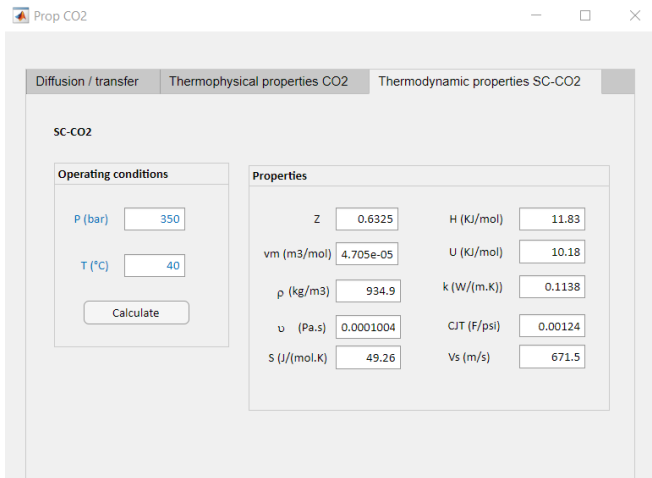 Prop CO2
Diffusion / transfer Thermophysical properties CO2 Thermodynamic properties SC-CO2
SC-CO2
Operating conditions
P (bar) 350
T (°C) 40
Calculate
Properties
Z 0.6325 H (KJ/mol) 11.83
vm (m3/mol) 4.705e-05 U (KJ/mol) 10.18
ρ (kg/m3) 934.9 k (W/(m.K)) 0.1138
υ (Pa.s) 0.0001004 CJT (F/psi) 0.00124
S (J/(mol.K) 49.26 Vs (m/s) 671.5